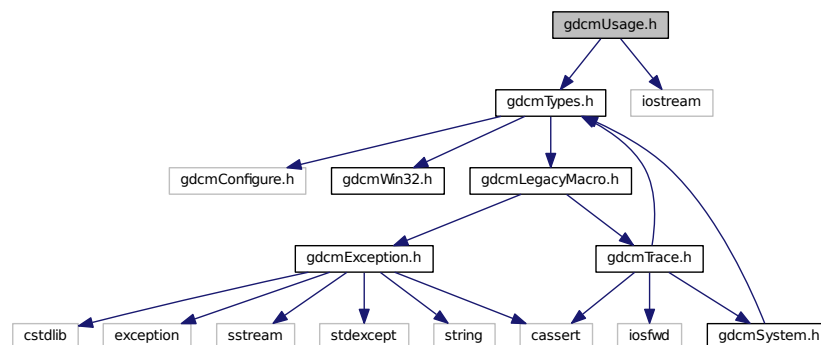 gdcmUsage.h
gdcmTypes.h
iostream
gdcmConfigure.h
gdcmWin32.h
gdcmLegacyMacro.h
gdcmException.h
gdcmTrace.h
cstdlib
exception
sstream
stdexcept
string
cassert
iosfwd
gdcmSystem.h